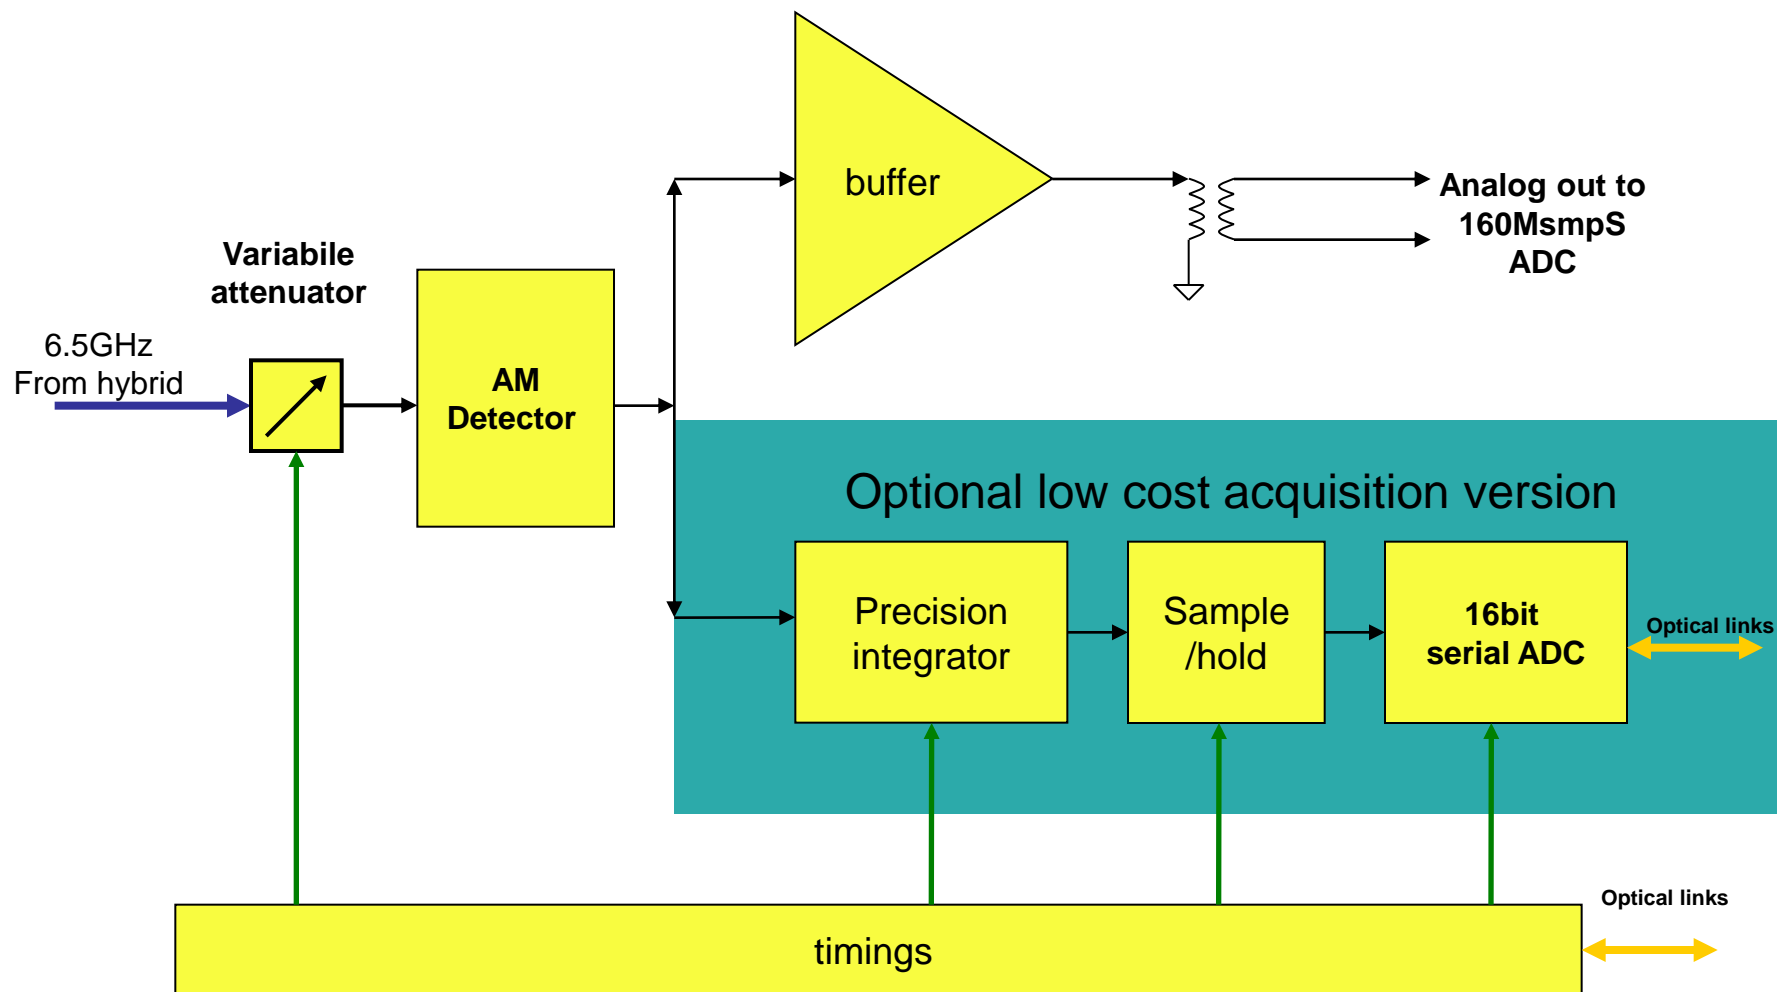 buffer
Analog out to
160MsmpS
ADC
Variabile
attenuator
6.5GHz
From hybrid
AM
Detector
Optional low cost acquisition version
Precision
integrator
Sample
/hold
16bit
serial ADC
Optical links
Optical links
timings